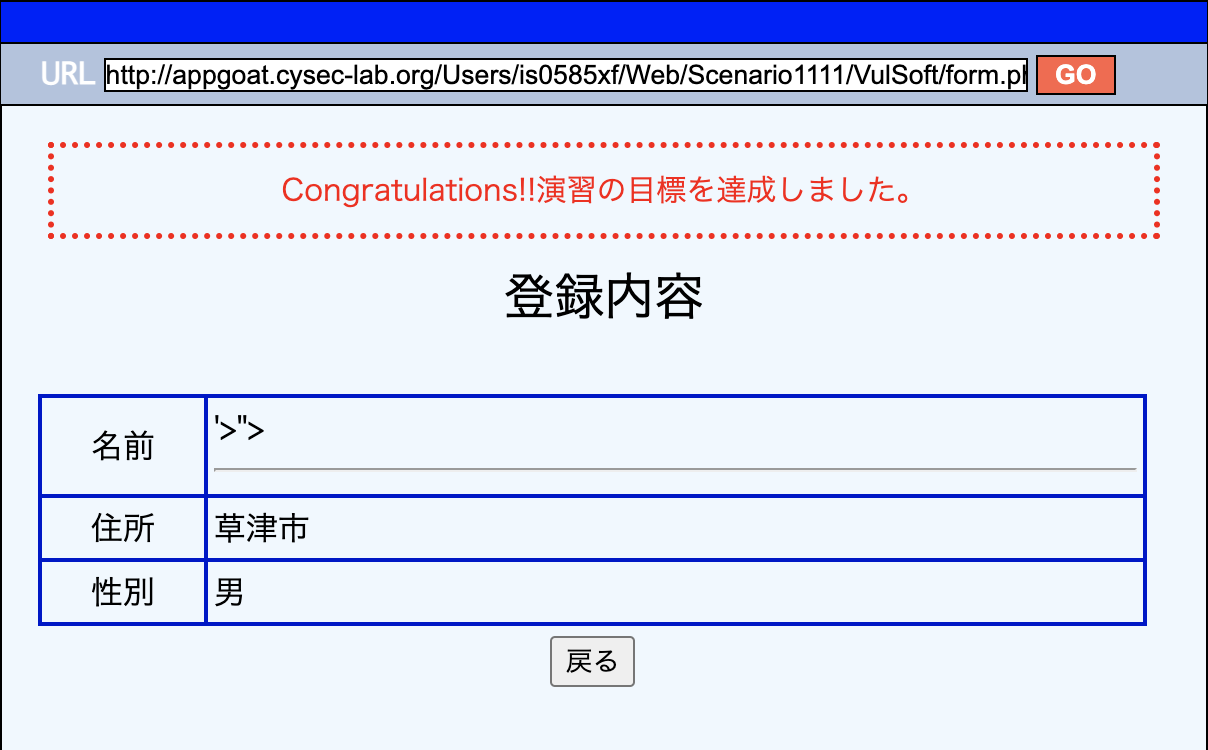 URL http://appgoat.cysec-lab.org/Users/is0585xf/Web/Scenario1111/VulSoft/form.ph GO
Congratulations!!演習の目標を達成しました。
登録内容
名前 '>">
住所 草津市
性別 男
戻る